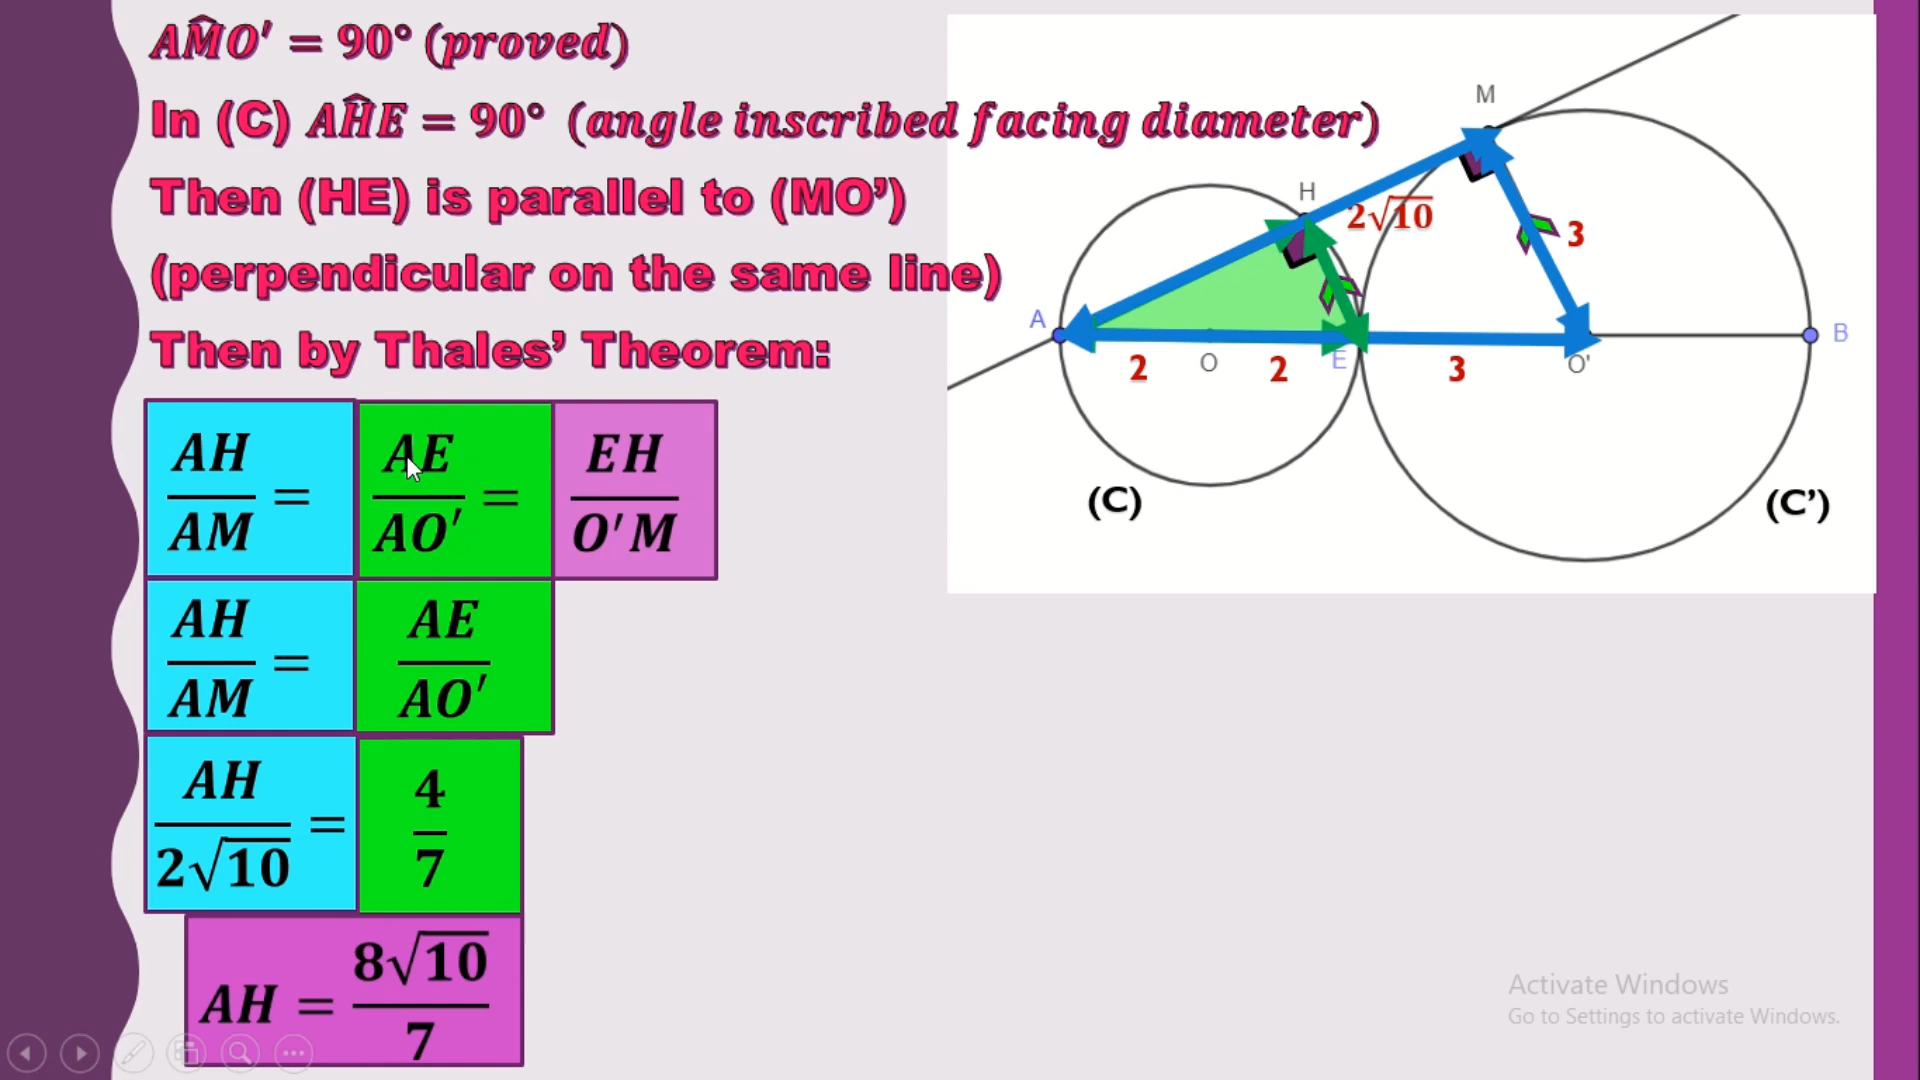 AM̂O' = 90° (proved)
In (C) AĤE = 90° (angle inscribed facing diameter)
Then (HE) is parallel to (MO’)
(perpendicular on the same line)
Then by Thales’ Theorem:
AH/AM = AE/AO' = EH/O'M
AH/AM = AE/AO'
AH/2√10 = 4/7
AH = 8√10/7
M
H
2√10
3
A
B
2
O
2
E
3
O'
(C)
(C’)
Activate Windows
Go to Settings to activate Windows.